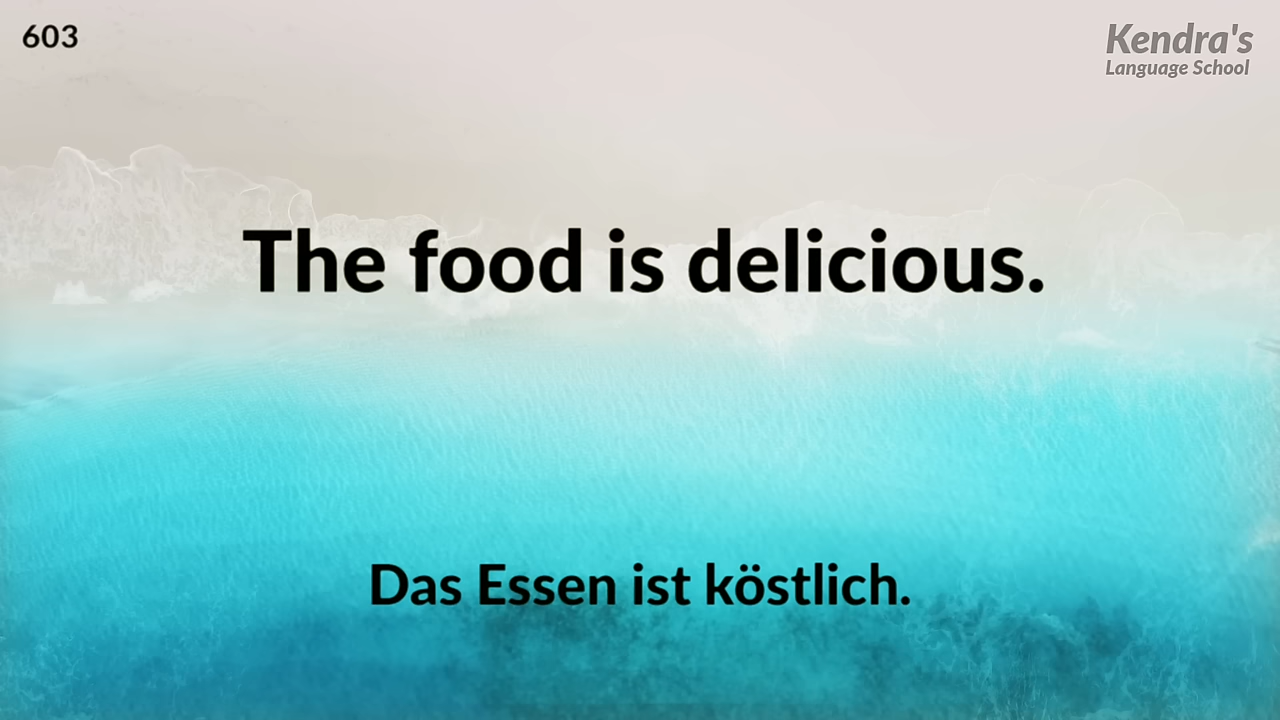 603
Kendra's
Language School
The food is delicious.
Das Essen ist köstlich.